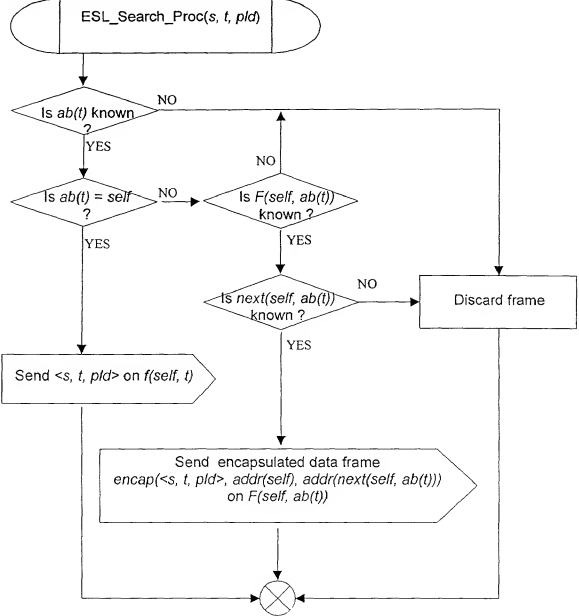 ESL_Search_Proc(s, t, pld)
Is ab(t) known
?
NO
YES
Is ab(t) = self
?
NO
YES
NO
Is F(self, ab(t))
known ?
YES
Is next(self, ab(t))
known ?
NO
YES
Discard frame
Send <s, t, pld> on f(self, t)
Send encapsulated data frame
encap(<s, t, pld>, addr(self), addr(next(self, ab(t)))
on F(self, ab(t))